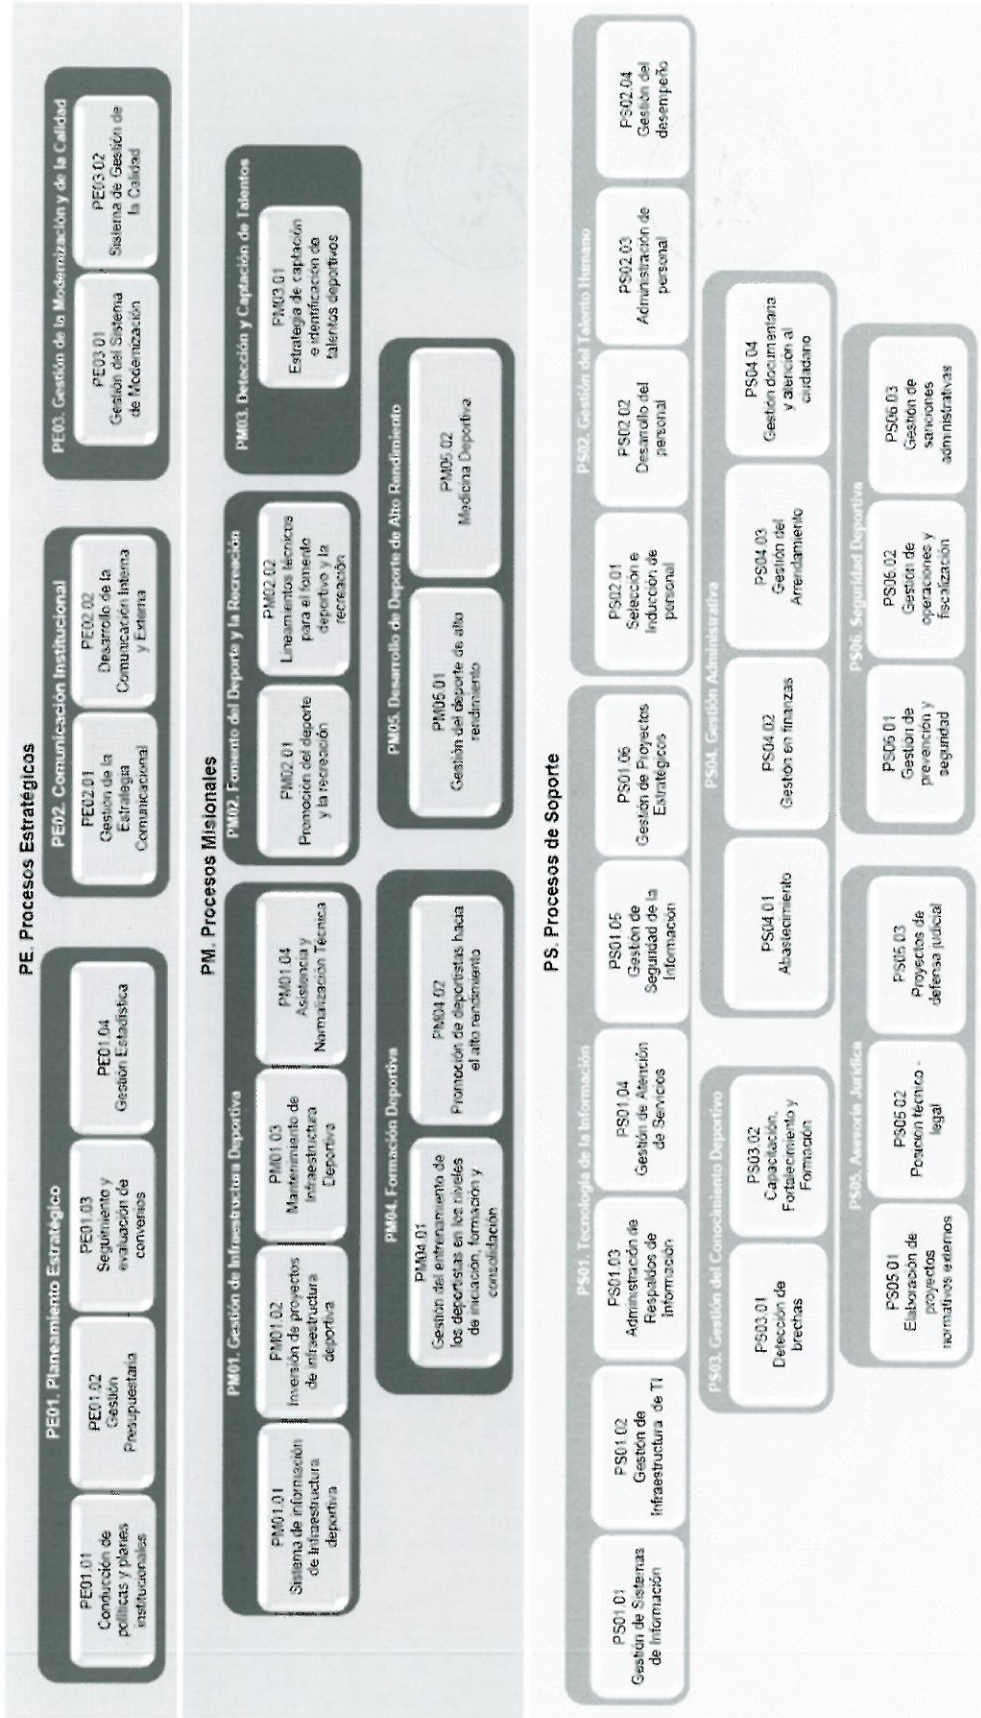 PE. Procesos Estratégicos
PE01. Planeamiento Estratégico
PE01.01
Conducción de
políticas y planes
institucionales
PE01.02
Gestión
Presupuestaria
PE01.03
Seguimiento y
evaluación de
convenios
PE01.04
Gestión Estadística
PE02. Comunicación Institucional
PE02.01
Gestión de la
Estrategia
Comunicacional
PE02.02
Desarrollo de la
Comunicación Interna
y Externa
PE03. Gestión de la Modernización y de la Calidad
PE03.01
Gestión del Sistema
de Modernización
PE03.02
Sistema de Gestión de
la Calidad
PM. Procesos Misionales
PM01. Gestión de Infraestructura Deportiva
PM01.01
Sistema de información
de Infraestructura
deportiva
PM01.02
Inversión de proyectos
de infraestructura
deportiva
PM01.03
Mantenimiento de
Infraestructura
Deportiva
PM01.04
Asistencia y
Normalización Técnica
PM02. Fomento del Deporte y la Recreación
PM02.01
Promoción del deporte
y la recreación
PM02.02
Lineamientos técnicos
para el fomento
deportivo y la
recreación
PM03. Detección y Captación de Talentos
PM03.01
Estrategia de captación
e identificación de
talentos deportivos
PM04. Formación Deportiva
PM04.01
Gestión del entrenamiento de
los deportistas en los niveles
de iniciación, formación y
consolidación
PM04.02
Promoción de deportistas hacia
el alto rendimiento
PM05. Desarrollo de Deporte de Alto Rendimiento
PM05.01
Gestión del deporte de alto
rendimiento
PM05.02
Medicina Deportiva
PS. Procesos de Soporte
PS01. Tecnología de la Información
PS01.01
Gestión de Sistemas
de Información
PS01.02
Gestión de
Infraestructura de TI
PS01.03
Administración de
Respaldos de
Información
PS01.04
Gestión de Atención
de Servicios
PS01.05
Gestión de
Seguridad de la
Información
PS01.06
Gestión de Proyectos
Estratégicos
PS02. Gestión del Talento Humano
PS02.01
Selección e
Inducción de
personal
PS02.02
Desarrollo del
personal
PS02.03
Administración de
personal
PS02.04
Gestión del
desempeño
PS03. Gestión del Conocimiento Deportivo
PS03.01
Detección de
brechas
PS03.02
Capacitación,
Fortalecimiento y
Formación
PS04. Gestión Administrativa
PS04.01
Abastecimiento
PS04.02
Gestión en finanzas
PS04.03
Gestión del
Arrendamiento
PS04.04
Gestión documentaria
y atención al
ciudadano
PS05. Asesoría Jurídica
PS05.01
Elaboración de
proyectos
normativos externos
PS05.02
Posición técnico -
legal
PS05.03
Proyectos de
defensa judicial
PS06. Seguridad Deportiva
PS06.01
Gestión de
prevención y
seguridad
PS06.02
Gestión de
operaciones y
fiscalización
PS06.03
Gestión de
sanciones
administrativas